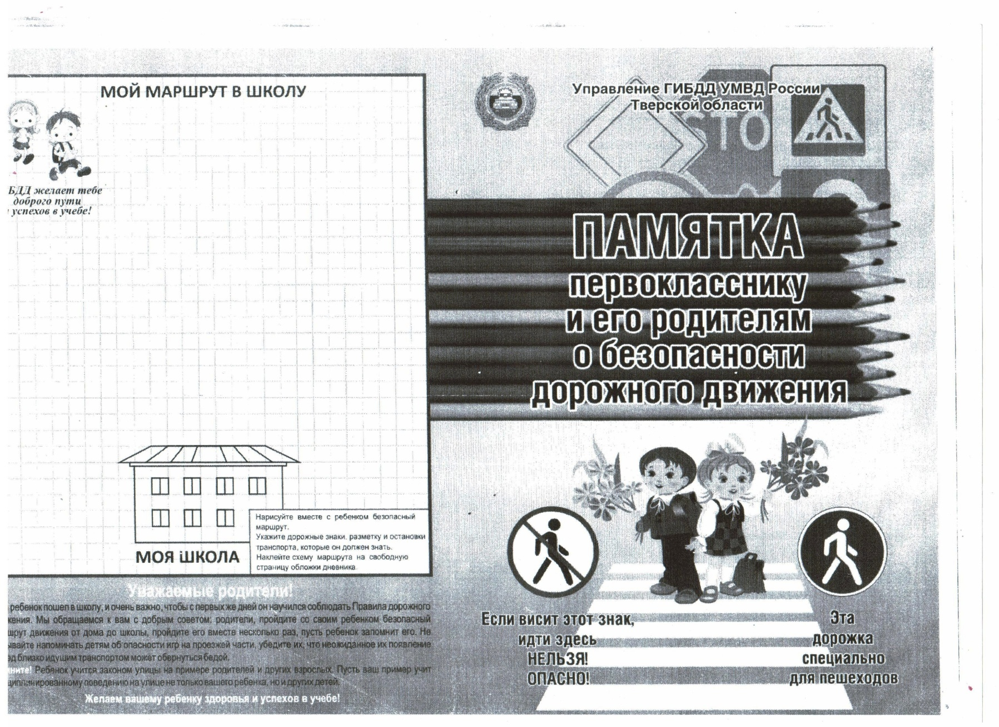 МОЙ МАРШРУТ В ШКОЛУ
БДД желает тебе
доброго пути
успехов в учебе!
МОЯ ШКОЛА
Нарисуйте вместе с ребенком безопасный
маршрут.
Укажите дорожные знаки, разметку и остановки
транспорта, которые он должен знать.
Наклейте схему маршрута на свободную
страницу обложки дневника.
Уважаемые родители!
ребенок пошел в школу, и очень важно, чтобы с первых же дней он научился соблюдать Правила дорожного
жения. Мы обращаемся к вам с добрым советом: родители, пройдите со своим ребенком безопасный
шрут движения от дома до школы, пройдите его вместе несколько раз, пусть ребенок запомнит его. Не
ывайте напоминать детям об опасности игр на проезжей части, убедите их, что неожиданное их появление
ед близко идущим транспортом может обернуться бедой.
ните! Ребенок учится законом улицы на примере родителей и других взрослых. Пусть ваш пример учит
циплинированному поведению на улице не только вашего ребенка, но и других детей.
Желаем вашему ребенку здоровья и успехов в учебе!
Управление ГИБДД УМВД России
Тверской области
STO
ПАМЯТКА
первокласснику
и его родителям
о безопасности
дорожного движения
Если висит этот знак,
идти здесь
НЕЛЬЗЯ!
ОПАСНО!
Эта
дорожка
специально
для пешеходов